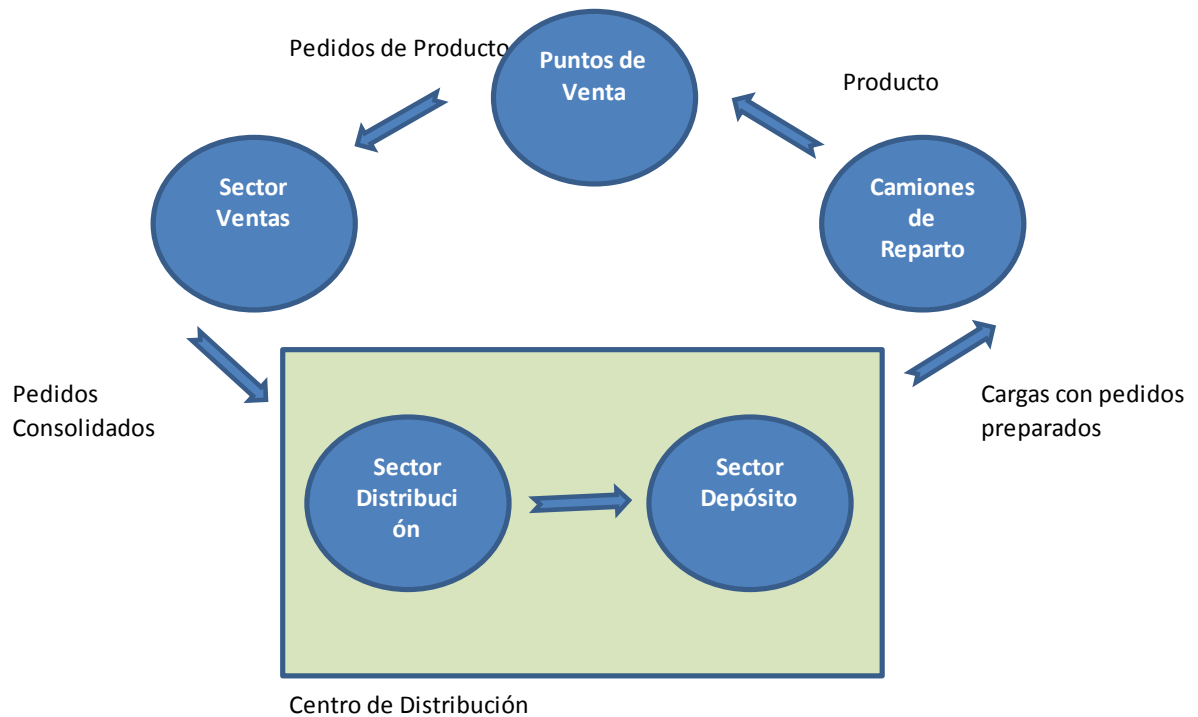 Pedidos de Producto
Puntos de
Venta
Producto
Sector
Ventas
Camiones
de
Reparto
Pedidos
Consolidados
Cargas con pedidos
preparados
Sector
Distribuci
ón
Sector
Depósito
Centro de Distribución